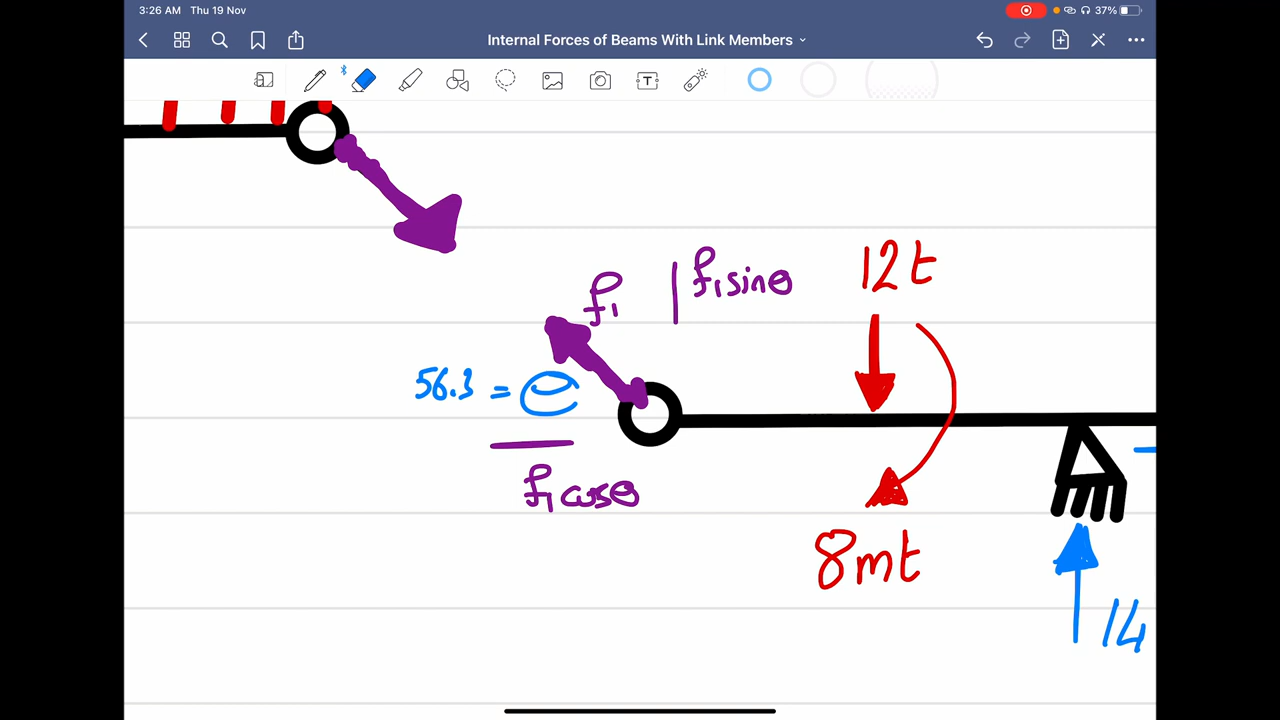 3:26 AM Thu 19 Nov
37%
Internal Forces of Beams With Link Members
T
f₁
f₁sinθ
12t
56.3 = θ
f₁cosθ
8mt
14